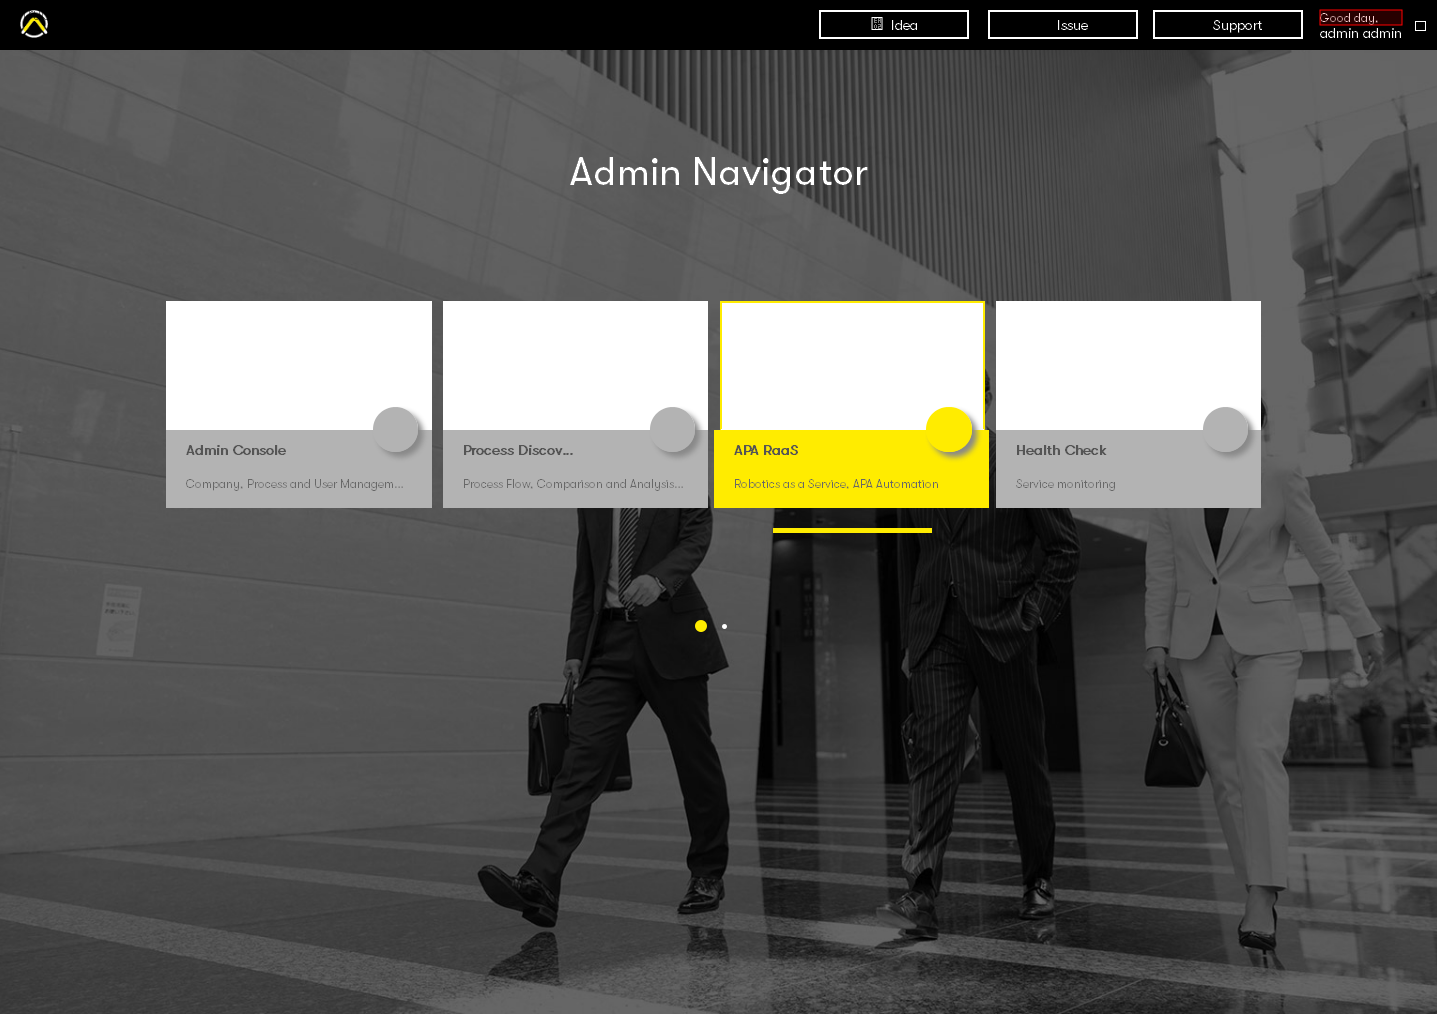 Idea
Issue
Support
Good day,
admin admin
Admin Navigator
Admin Console
Company, Process and User Managem...
Process Discov...
Process Flow, Comparison and Analysis...
APA RaaS
Robotics as a Service, APA Automation
Health Check
Service monitoring